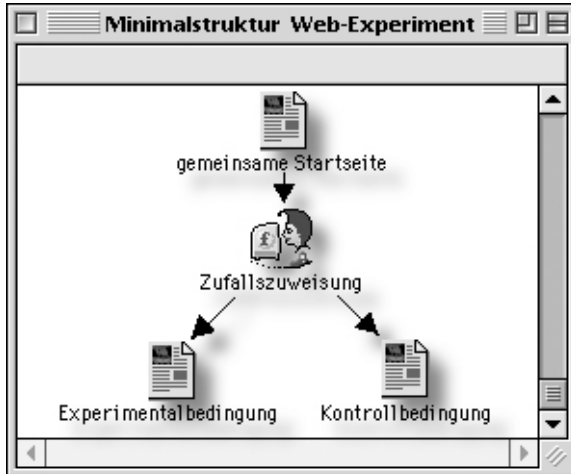 Minimalstruktur Web-Experiment
gemeinsame Startseite
Zufallszuweisung
Experimentalbedingung
Kontrollbedingung